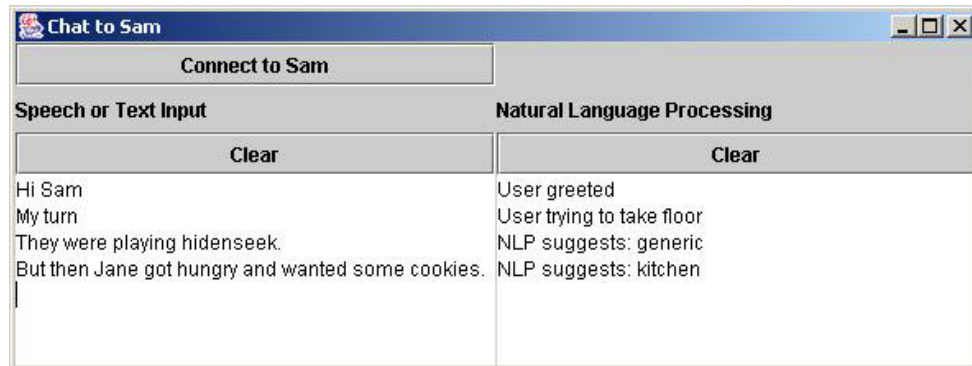 Chat to Sam
Connect to Sam
Speech or Text Input
Natural Language Processing
Clear
Clear
Hi Sam
User greeted
My turn
User trying to take floor
They were playing hidenseek.
NLP suggests: generic
But then Jane got hungry and wanted some cookies.
NLP suggests: kitchen